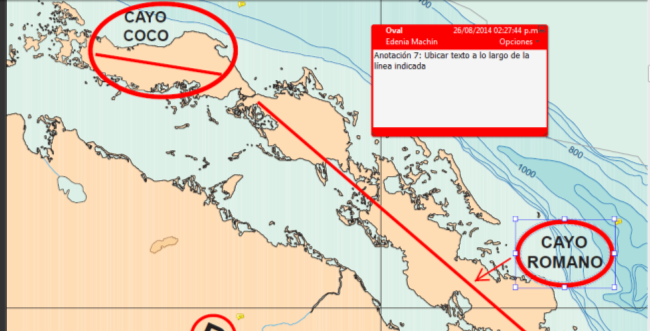 CAYO
COCO
Oval 26/08/2014 02:27:44 p.m.
Edenia Machín Opciones
Anotación 7: Ubicar texto a lo largo de la
línea indicada
800
1000
CAYO
ROMANO